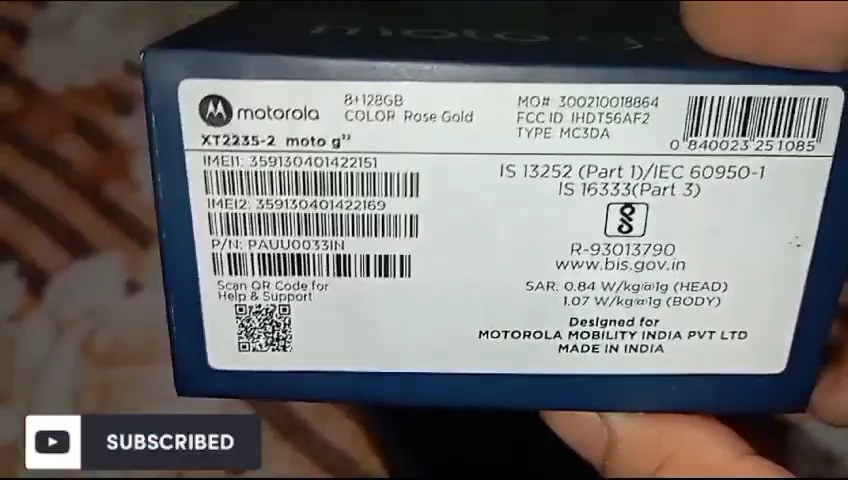 motorola
8+128GB
COLOR Rose Gold
XT2235-2 moto g³²
MO# 300210018864
FCC ID IHDT56AF2
TYPE MC3DA
0 840023 251085
IMEI1: 359130401422151
IMEI2: 359130401422169
P/N: PAUU0033IN
Scan QR Code for
Help & Support
IS 13252 (Part 1)/IEC 60950-1
IS 16333(Part 3)
R-93013790
www.bis.gov.in
SAR: 0.84 W/kg@1g (HEAD)
1.07 W/kg@1g (BODY)
Designed for
MOTOROLA MOBILITY INDIA PVT LTD
MADE IN INDIA
SUBSCRIBED